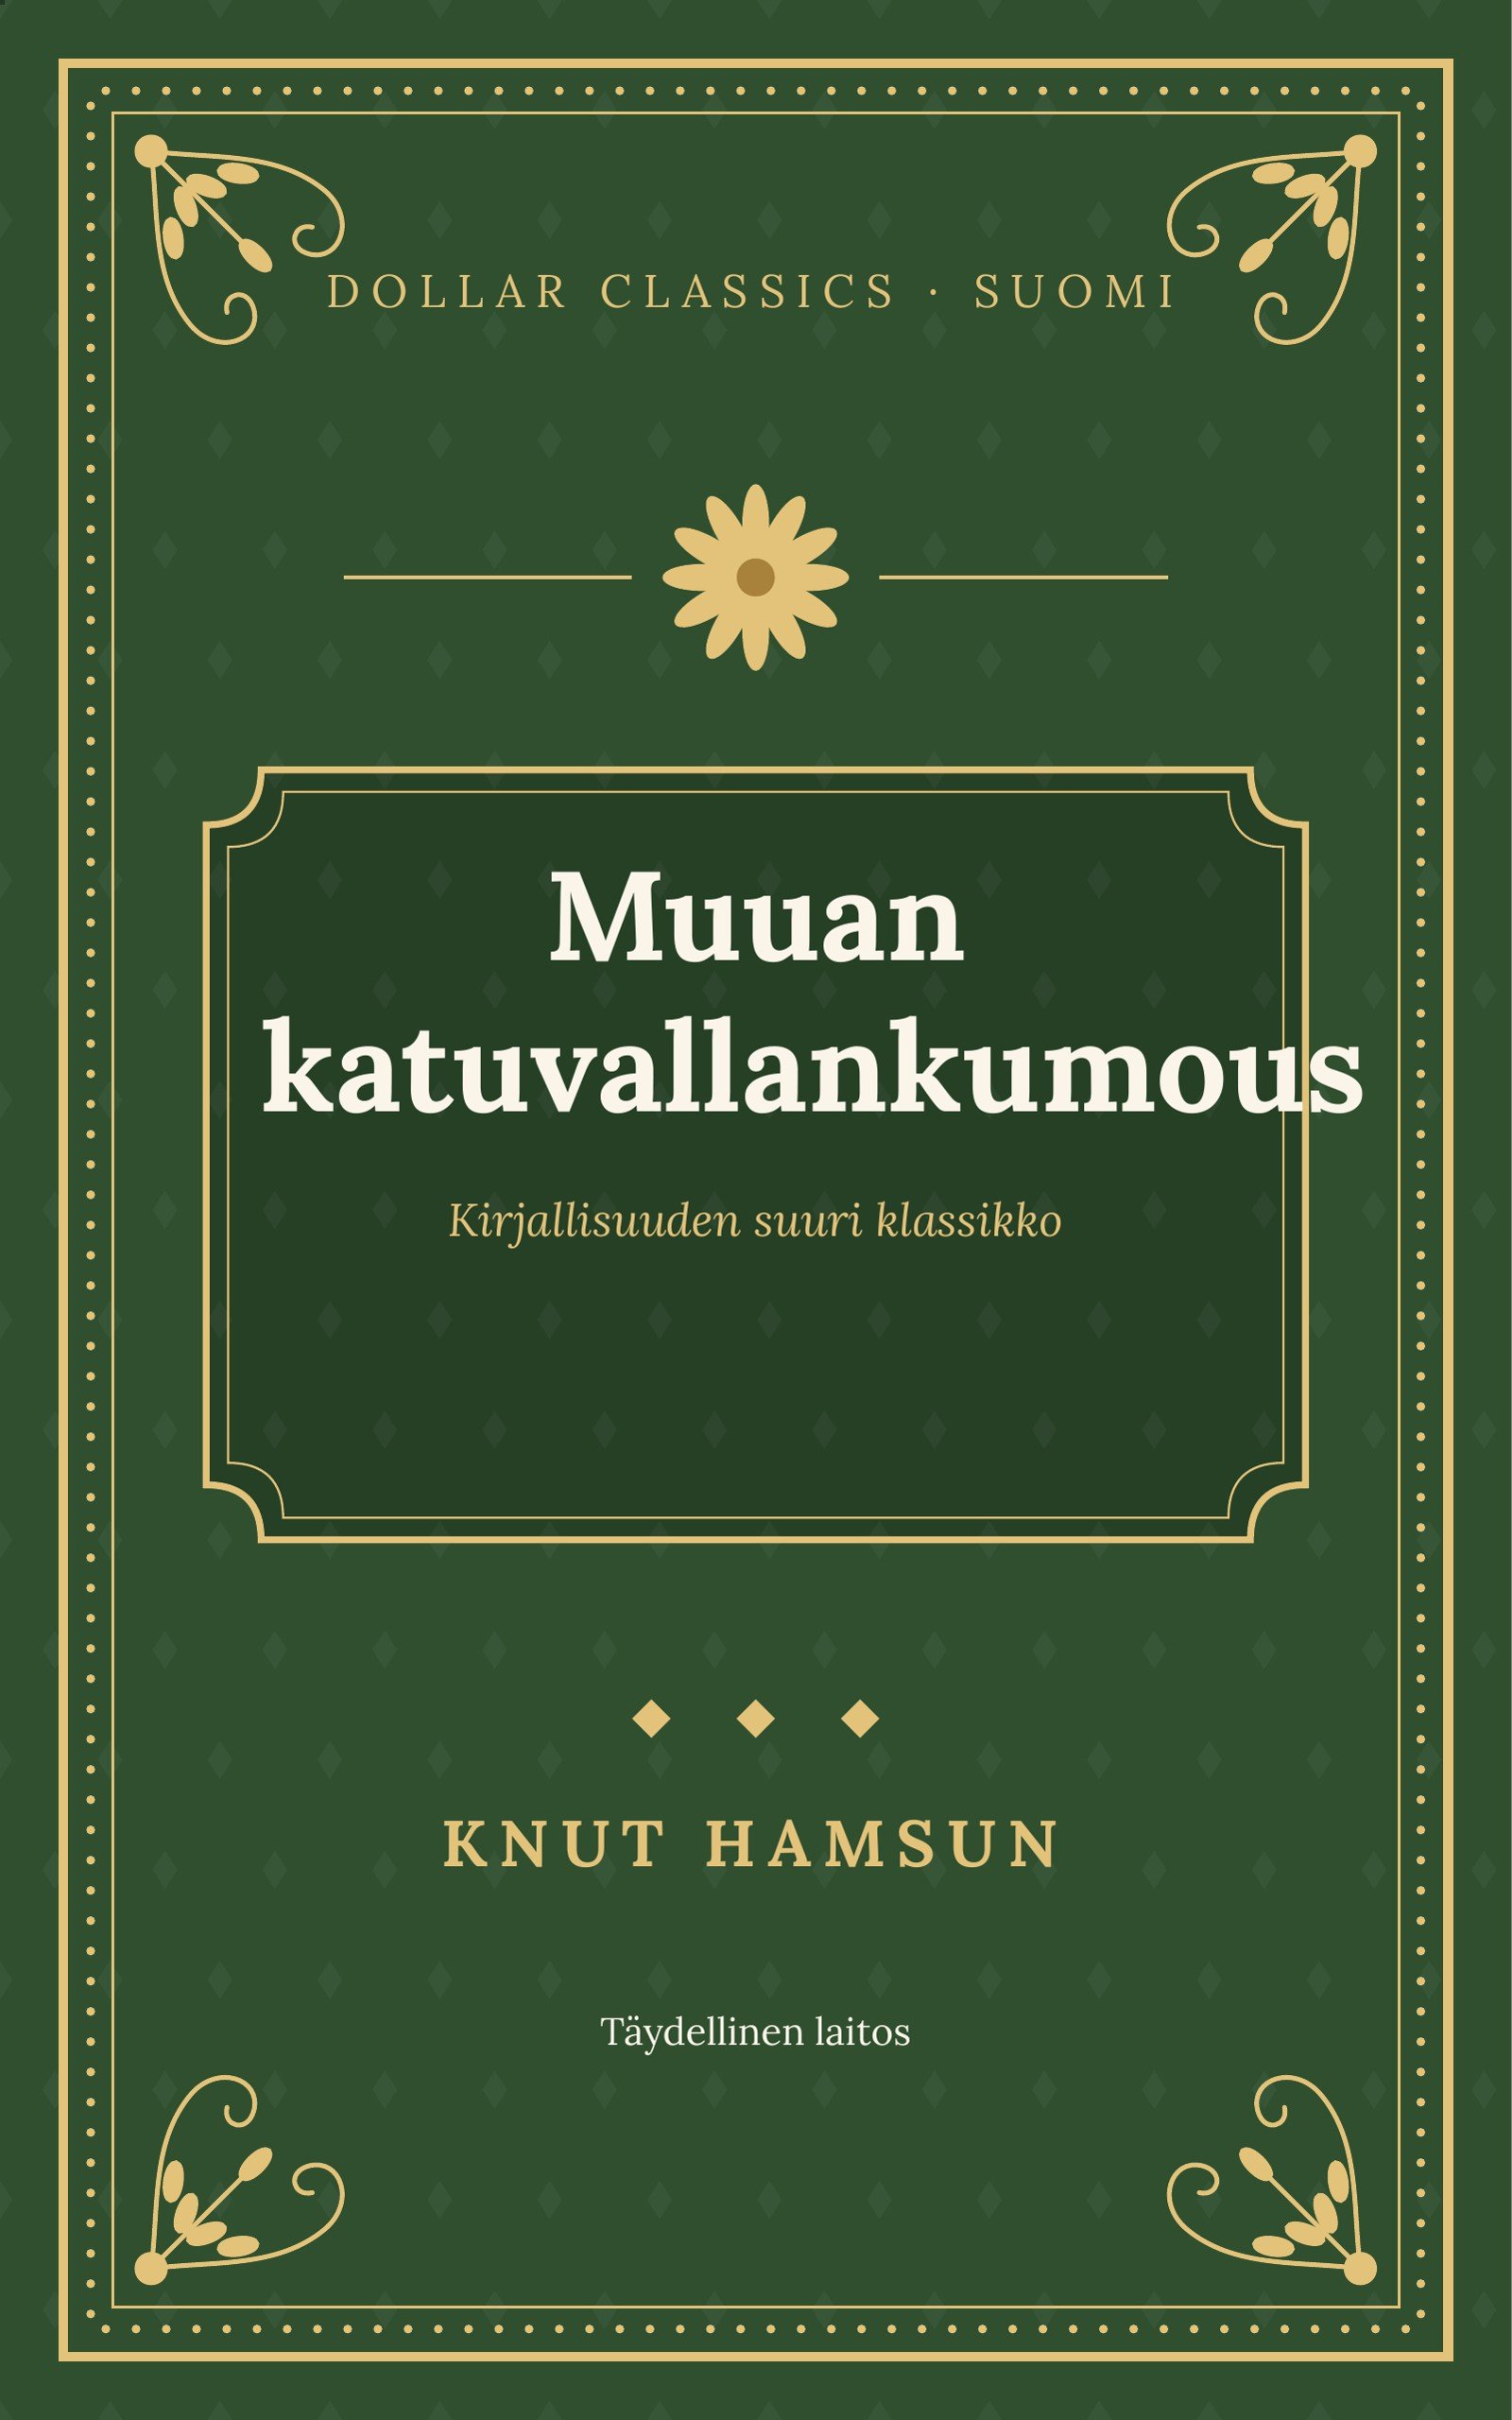 DOLLAR CLASSICS · SUOMI
Muuan
katuvallankumous
Kirjallisuuden suuri klassikko
KNUT HAMSUN
Täydellinen laitos